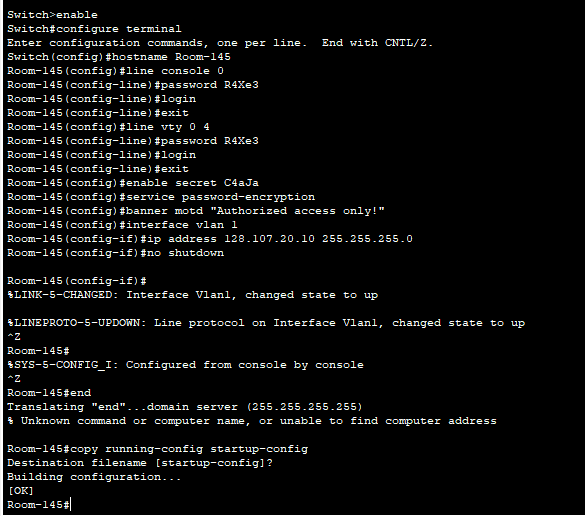 Switch>enable
Switch#configure terminal
Enter configuration commands, one per line.  End with CNTL/Z.
Switch(config)#hostname Room-145
Room-145(config)#line console 0
Room-145(config-line)#password R4Xe3
Room-145(config-line)#login
Room-145(config-line)#exit
Room-145(config)#line vty 0 4
Room-145(config-line)#password R4Xe3
Room-145(config-line)#login
Room-145(config-line)#exit
Room-145(config)#enable secret C4aJa
Room-145(config)#service password-encryption
Room-145(config)#banner motd "Authorized access only!"
Room-145(config)#interface vlan 1
Room-145(config-if)#ip address 128.107.20.10 255.255.255.0
Room-145(config-if)#no shutdown

Room-145(config-if)#
%LINK-5-CHANGED: Interface Vlan1, changed state to up

%LINEPROTO-5-UPDOWN: Line protocol on Interface Vlan1, changed state to up
^Z
Room-145#
%SYS-5-CONFIG_I: Configured from console by console
^Z
Room-145#end
Translating "end"...domain server (255.255.255.255)
% Unknown command or computer name, or unable to find computer address

Room-145#copy running-config startup-config
Destination filename [startup-config]?
Building configuration...
[OK]
Room-145#